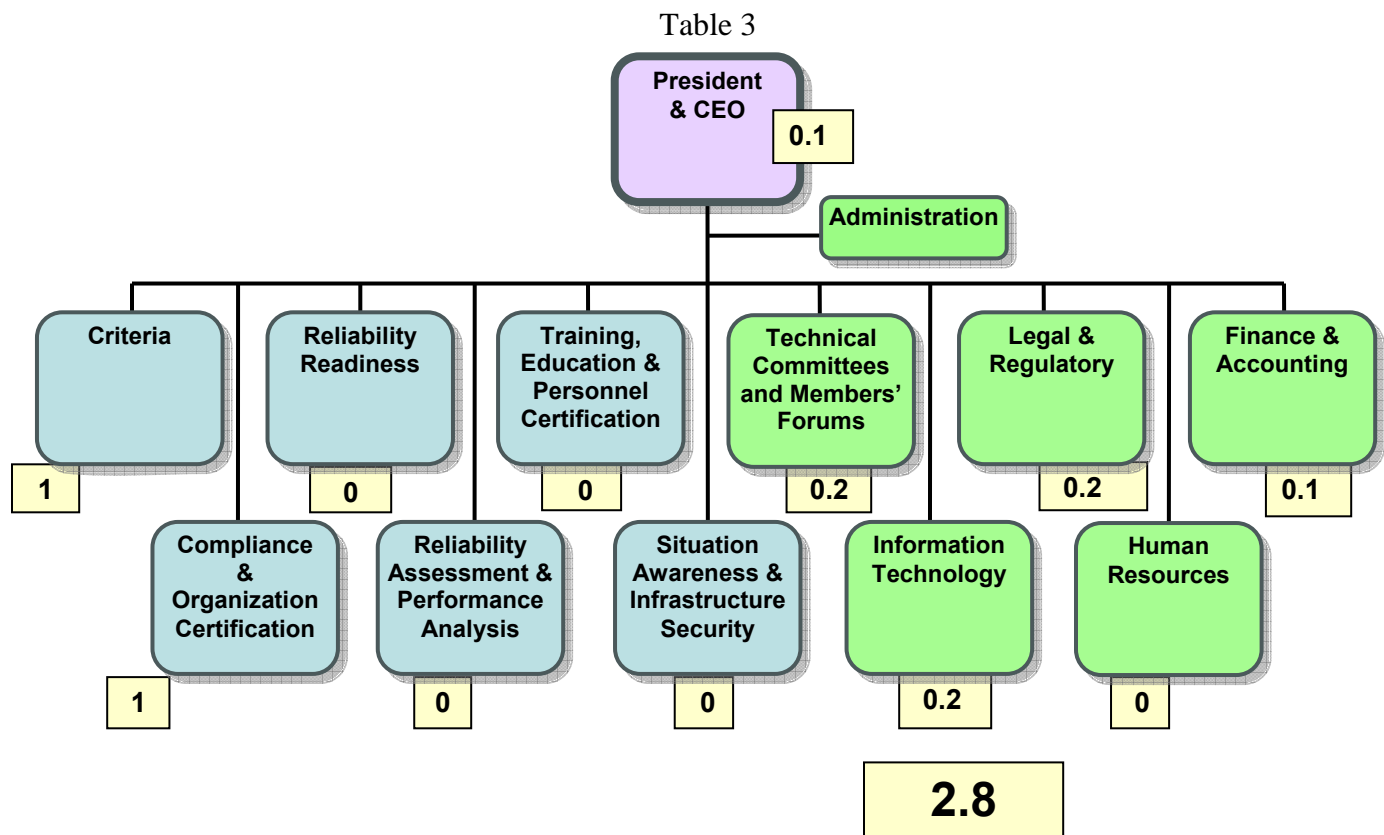 Table 3
President
& CEO
0.1
Administration
Criteria
1
Reliability
Readiness
0
Training,
Education &
Personnel
Certification
0
Technical
Committees
and Members’
Forums
0.2
Legal &
Regulatory
0.2
Finance &
Accounting
0.1
Compliance
&
Organization
Certification
1
Reliability
Assessment &
Performance
Analysis
0
Situation
Awareness &
Infrastructure
Security
0
Information
Technology
0.2
Human
Resources
0
2.8